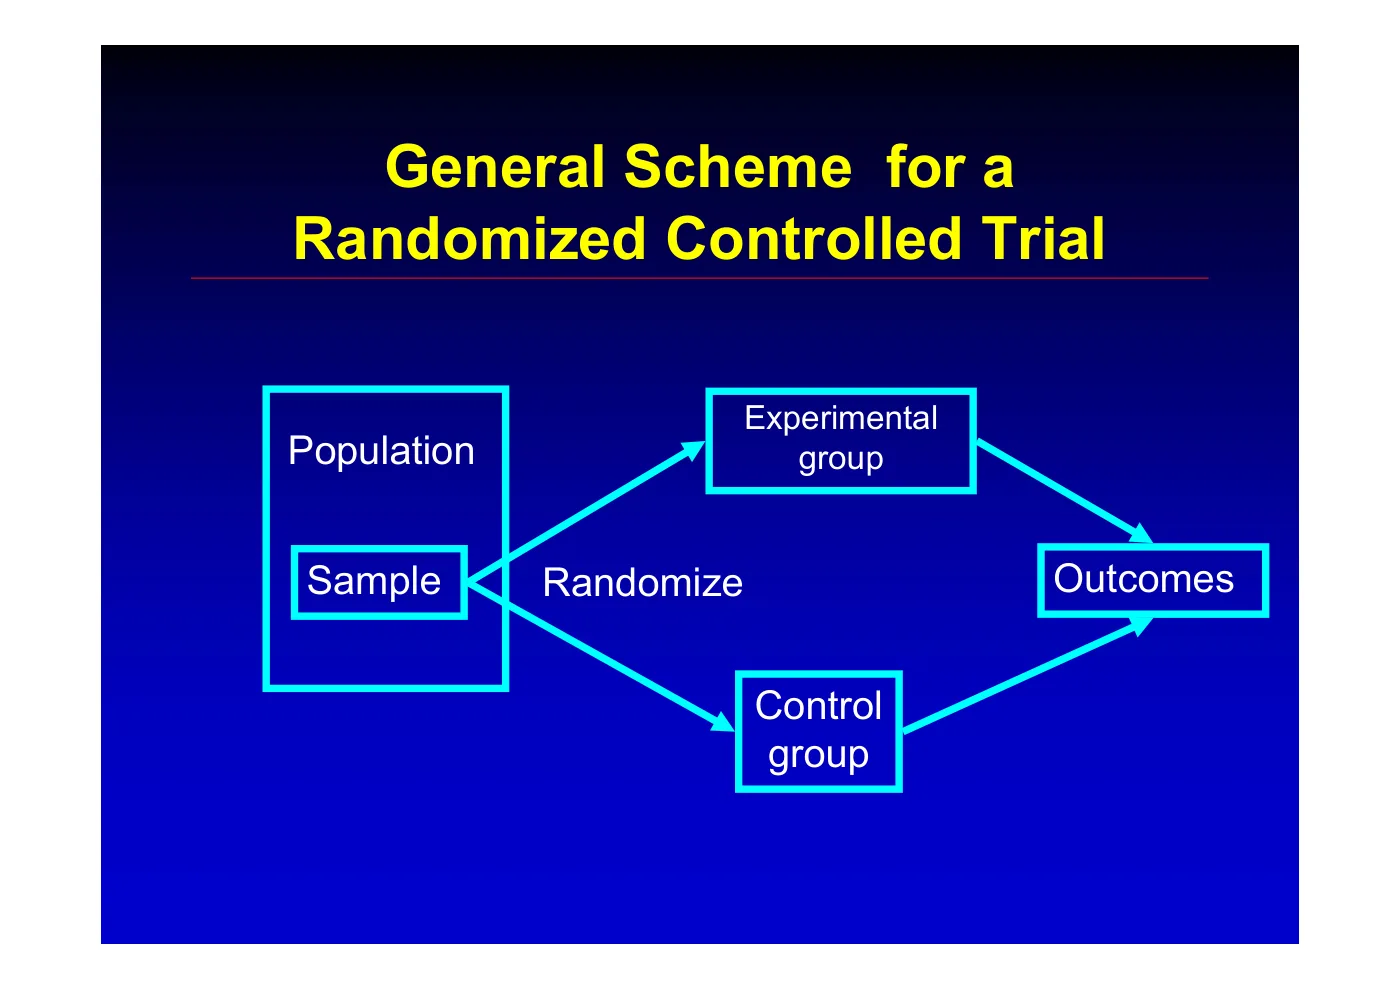 General Scheme for a
Randomized Controlled Trial
Population
Sample
Randomize
Experimental
group
Control
group
Outcomes